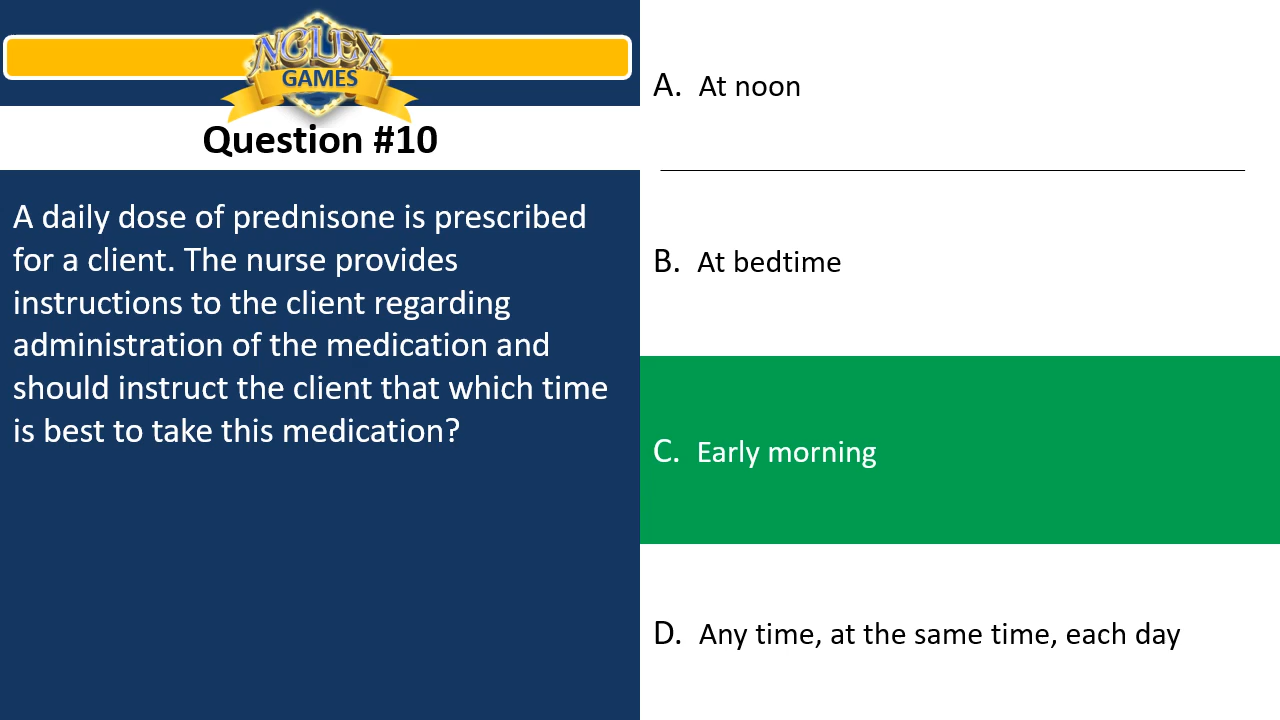 NCLEX
GAMES
Question #10
A daily dose of prednisone is prescribed
for a client. The nurse provides
instructions to the client regarding
administration of the medication and
should instruct the client that which time
is best to take this medication?
A. At noon
B. At bedtime
C. Early morning
D. Any time, at the same time, each day